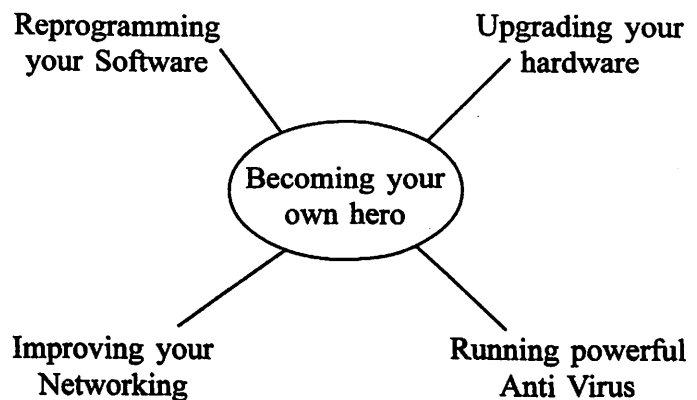 Reprogramming
your Software
Upgrading your
hardware
Becoming your
own hero
Improving your
Networking
Running powerful
Anti Virus